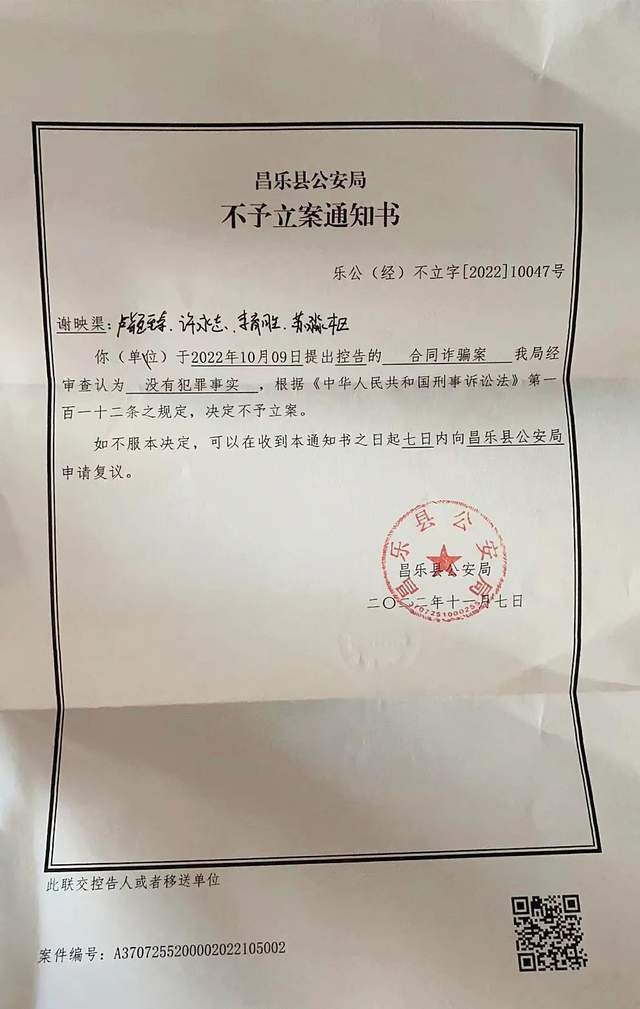 昌乐县公安局
不予立案通知书
乐公（经）不立字[2022]10047号
谢映渠：许永志、苏淼
你（单位）于2022年10月09日提出控告的 合同诈骗案 我局经
审查认为 没有犯罪事实 ，根据《中华人民共和国刑事诉讼法》第一
百一十二条之规定，决定不予立案。
如不服本决定，可以在收到本通知书之日起七日内向昌乐县公安局
申请复议。
昌乐县公安局
昌乐县公安局
二〇二二年十一月七日
此联交控告人或者移送单位
案件编号：A3707255200002022105002